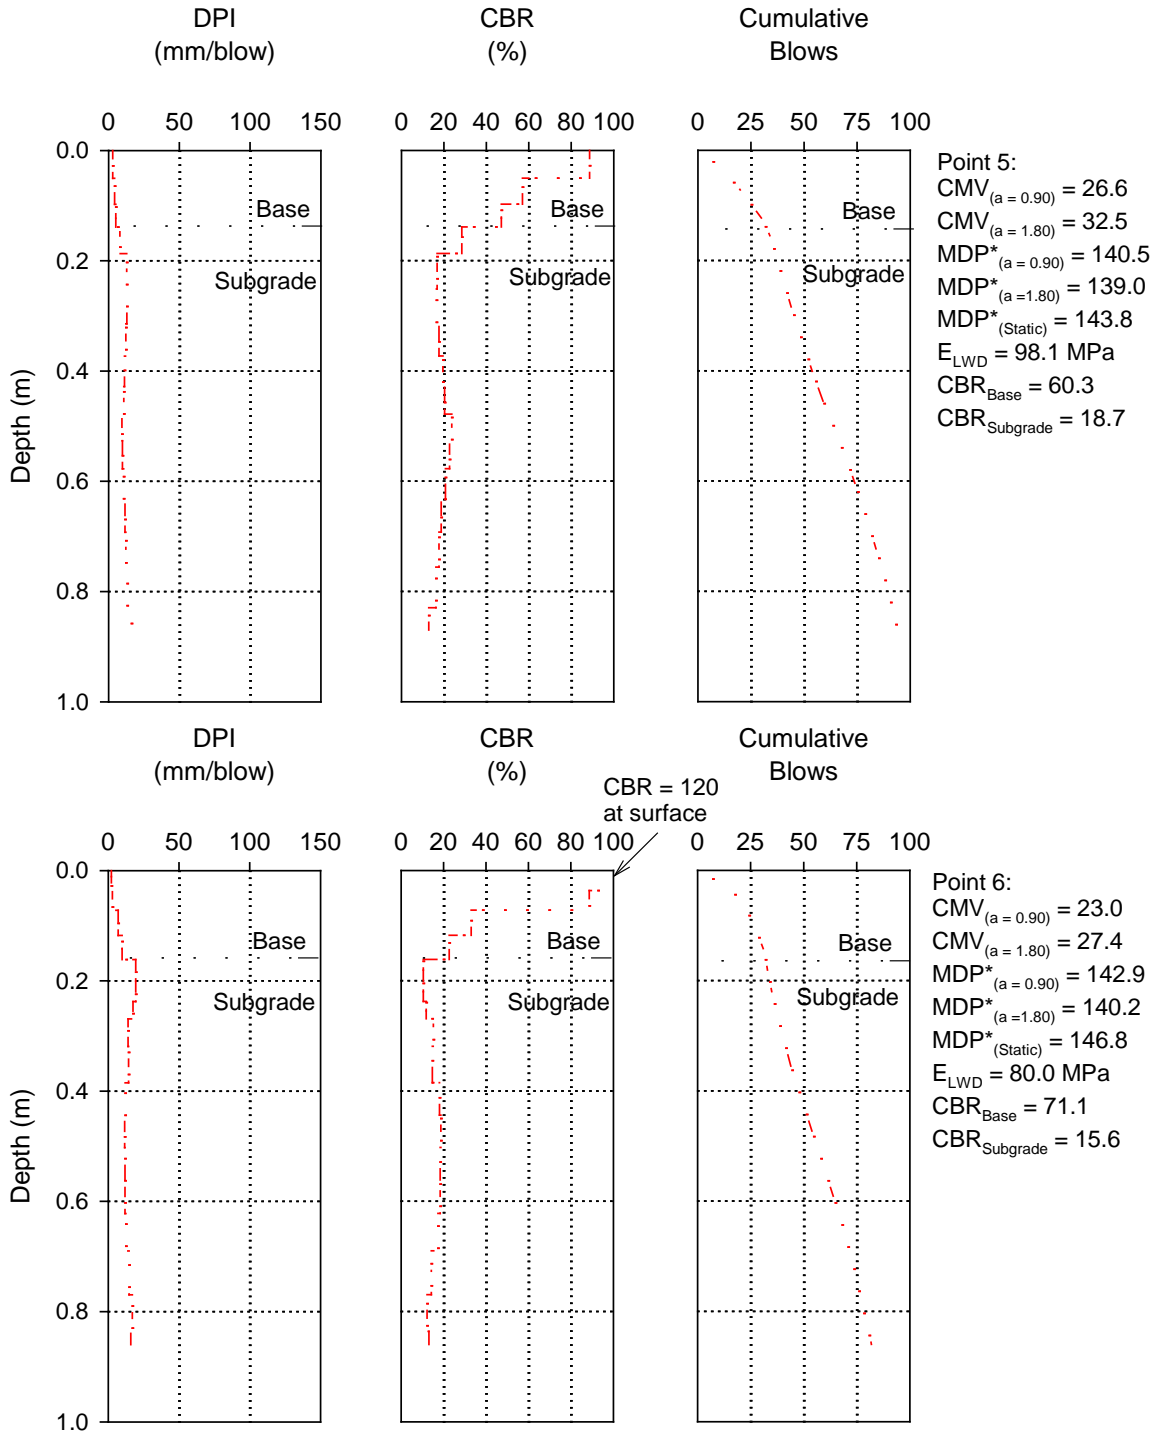 DPI
(mm/blow)
CBR
(%)
Cumulative
Blows
0 50 100 150
0 20 40 60 80 100
0 25 50 75 100
0.0
0.2
0.4
0.6
0.8
1.0
Depth (m)
Base
Subgrade
Base
Subgrade
Base
Subgrade
Point 5:
CMV(a = 0.90) = 26.6
CMV(a = 1.80) = 32.5
MDP*(a = 0.90) = 140.5
MDP*(a =1.80) = 139.0
MDP*(Static) = 143.8
ELWD = 98.1 MPa
CBRBase = 60.3
CBRSubgrade = 18.7
DPI
(mm/blow)
CBR
(%)
Cumulative
Blows
CBR = 120
at surface
0 50 100 150
0 20 40 60 80 100
0 25 50 75 100
0.0
0.2
0.4
0.6
0.8
1.0
Depth (m)
Base
Subgrade
Base
Subgrade
Base
Subgrade
Point 6:
CMV(a = 0.90) = 23.0
CMV(a = 1.80) = 27.4
MDP*(a = 0.90) = 142.9
MDP*(a =1.80) = 140.2
MDP*(Static) = 146.8
ELWD = 80.0 MPa
CBRBase = 71.1
CBRSubgrade = 15.6